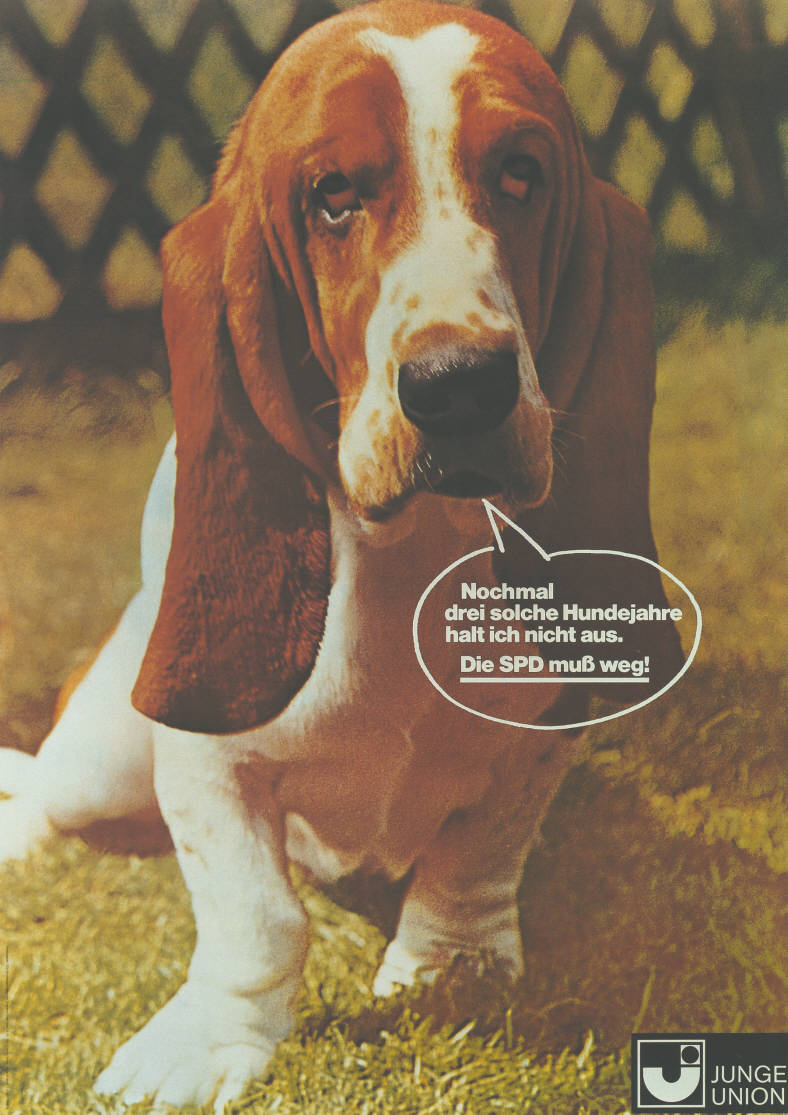 Nochmal
drei solche Hundejahre
halt ich nicht aus.
Die SPD muß weg!
JUNGE
UNION